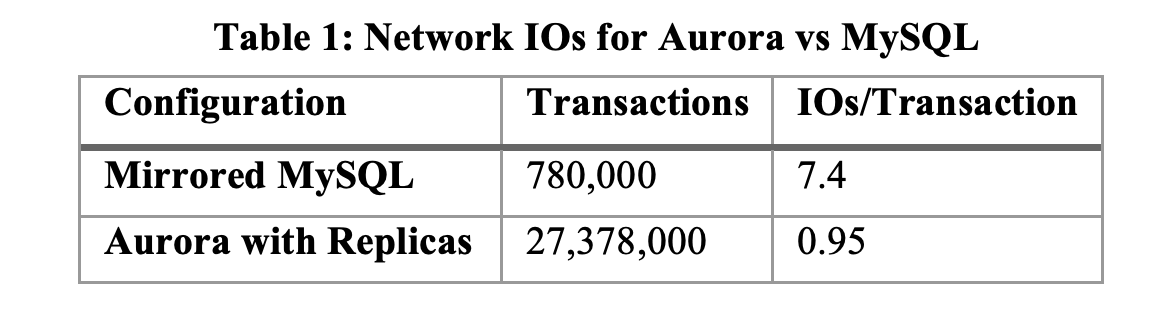 Table 1: Network IOs for Aurora vs MySQL
Configuration Transactions IOs/Transaction
Mirrored MySQL 780,000 7.4
Aurora with Replicas 27,378,000 0.95